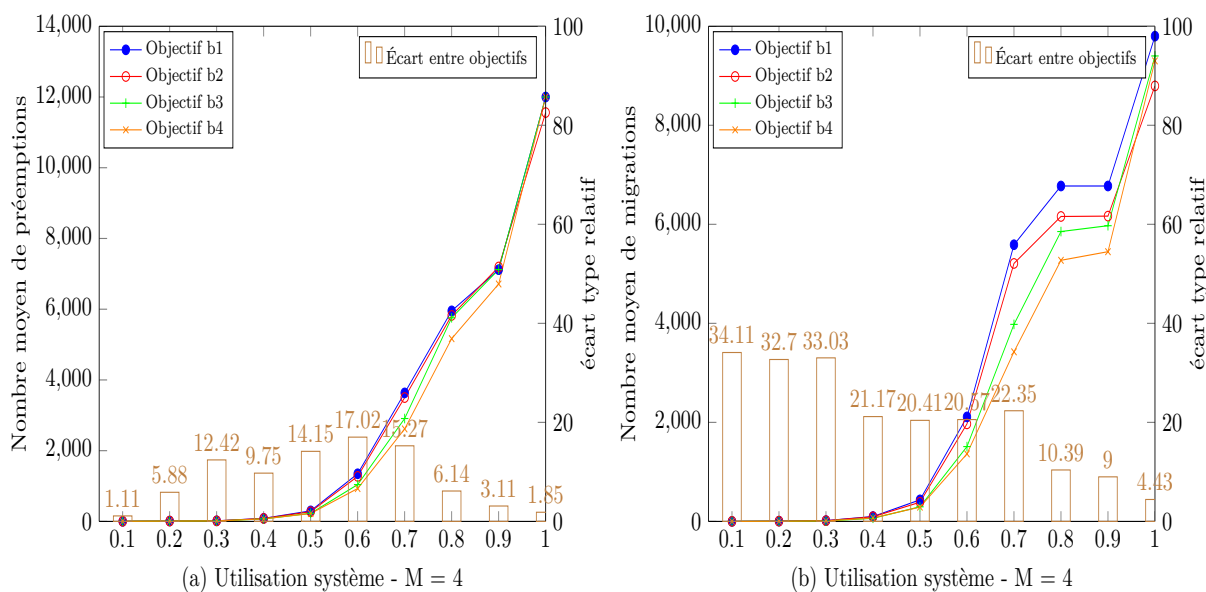 14,000
12,000
10,000
8,000
6,000
4,000
2,000
0
Nombre moyen de préemptions
Objectif b1
Objectif b2
Objectif b3
Objectif b4
Écart entre objectifs
1.11
5.88
12.42
9.75
14.15
17.02
15.27
6.14
3.11
1.85
100
80
60
40
20
0
écart type relatif
0.1 0.2 0.3 0.4 0.5 0.6 0.7 0.8 0.9 1
(a) Utilisation système - M = 4
10,000
8,000
6,000
4,000
2,000
0
Nombre moyen de migrations
Objectif b1
Objectif b2
Objectif b3
Objectif b4
Écart entre objectifs
34.11
32.7
33.03
21.17
20.41
20.57
22.35
10.39
9
4.43
100
80
60
40
20
0
écart type relatif
0.1 0.2 0.3 0.4 0.5 0.6 0.7 0.8 0.9 1
(b) Utilisation système - M = 4